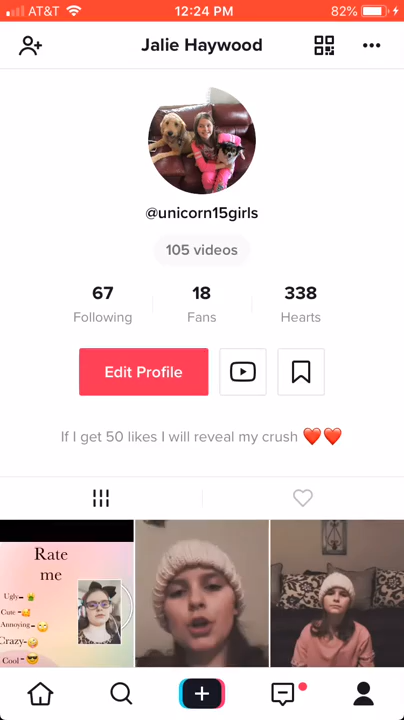 AT&T 12:24 PM 82%
Jalie Haywood
@unicorn15girls
105 videos
67 18 338
Following Fans Hearts
Edit Profile
If I get 50 likes I will reveal my crush ❤️❤️
Rate
me
Ugly-
Cute-
Annoying-
Crazy-
Cool-